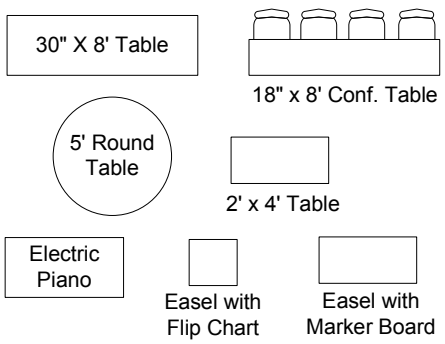 30" X 8' Table
18" x 8' Conf. Table
5' Round
Table
2' x 4' Table
Electric
Piano
Easel with
Flip Chart
Easel with
Marker Board